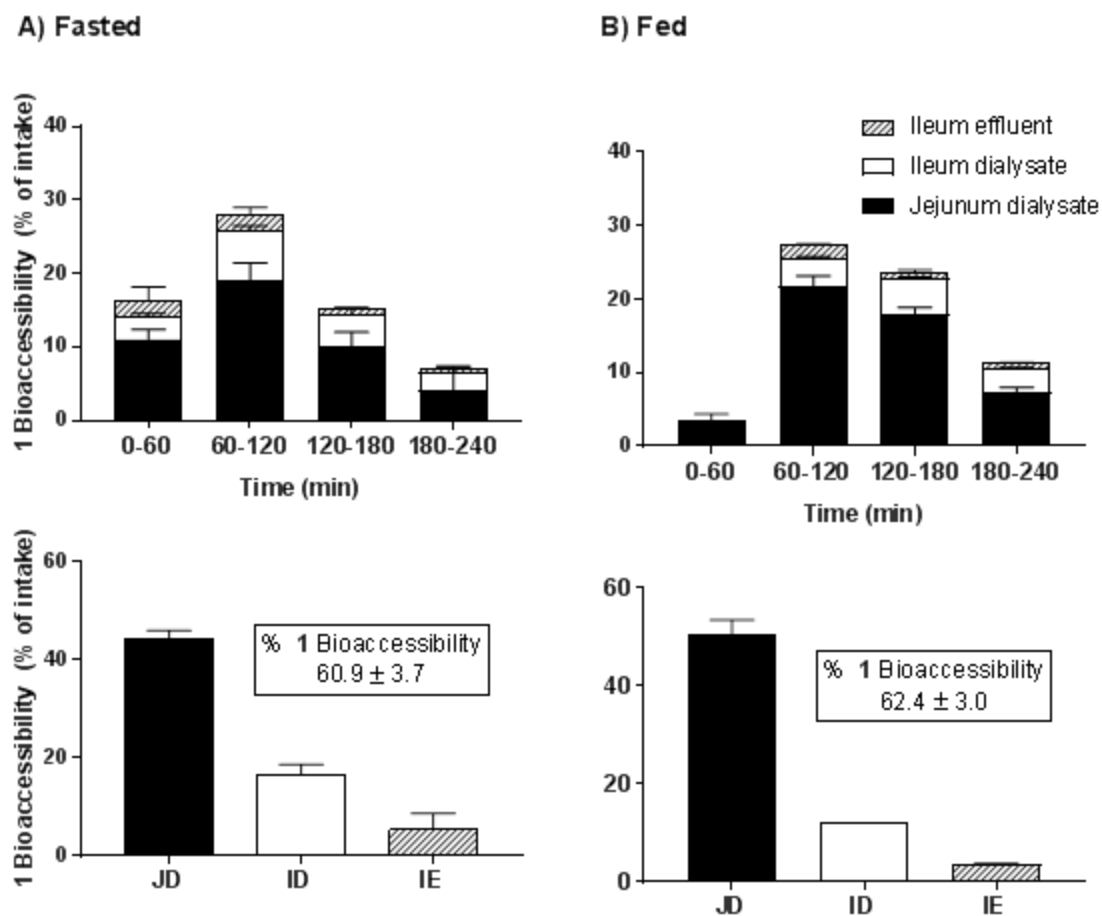 A) Fasted
B) Fed
1 Bioaccessibility (% of intake)
40
30
20
10
0
0-60 60-120 120-180 180-240
Time (min)
Ileum effluent
Ileum dialysate
Jejunum dialysate
40
30
20
10
0
0-60 60-120 120-180 180-240
Time (min)
1 Bioaccessibility (% of intake)
60
40
20
0
% 1 Bioaccessibility
60.9 ± 3.7
JD ID IE
60
40
20
0
% 1 Bioaccessibility
62.4 ± 3.0
JD ID IE